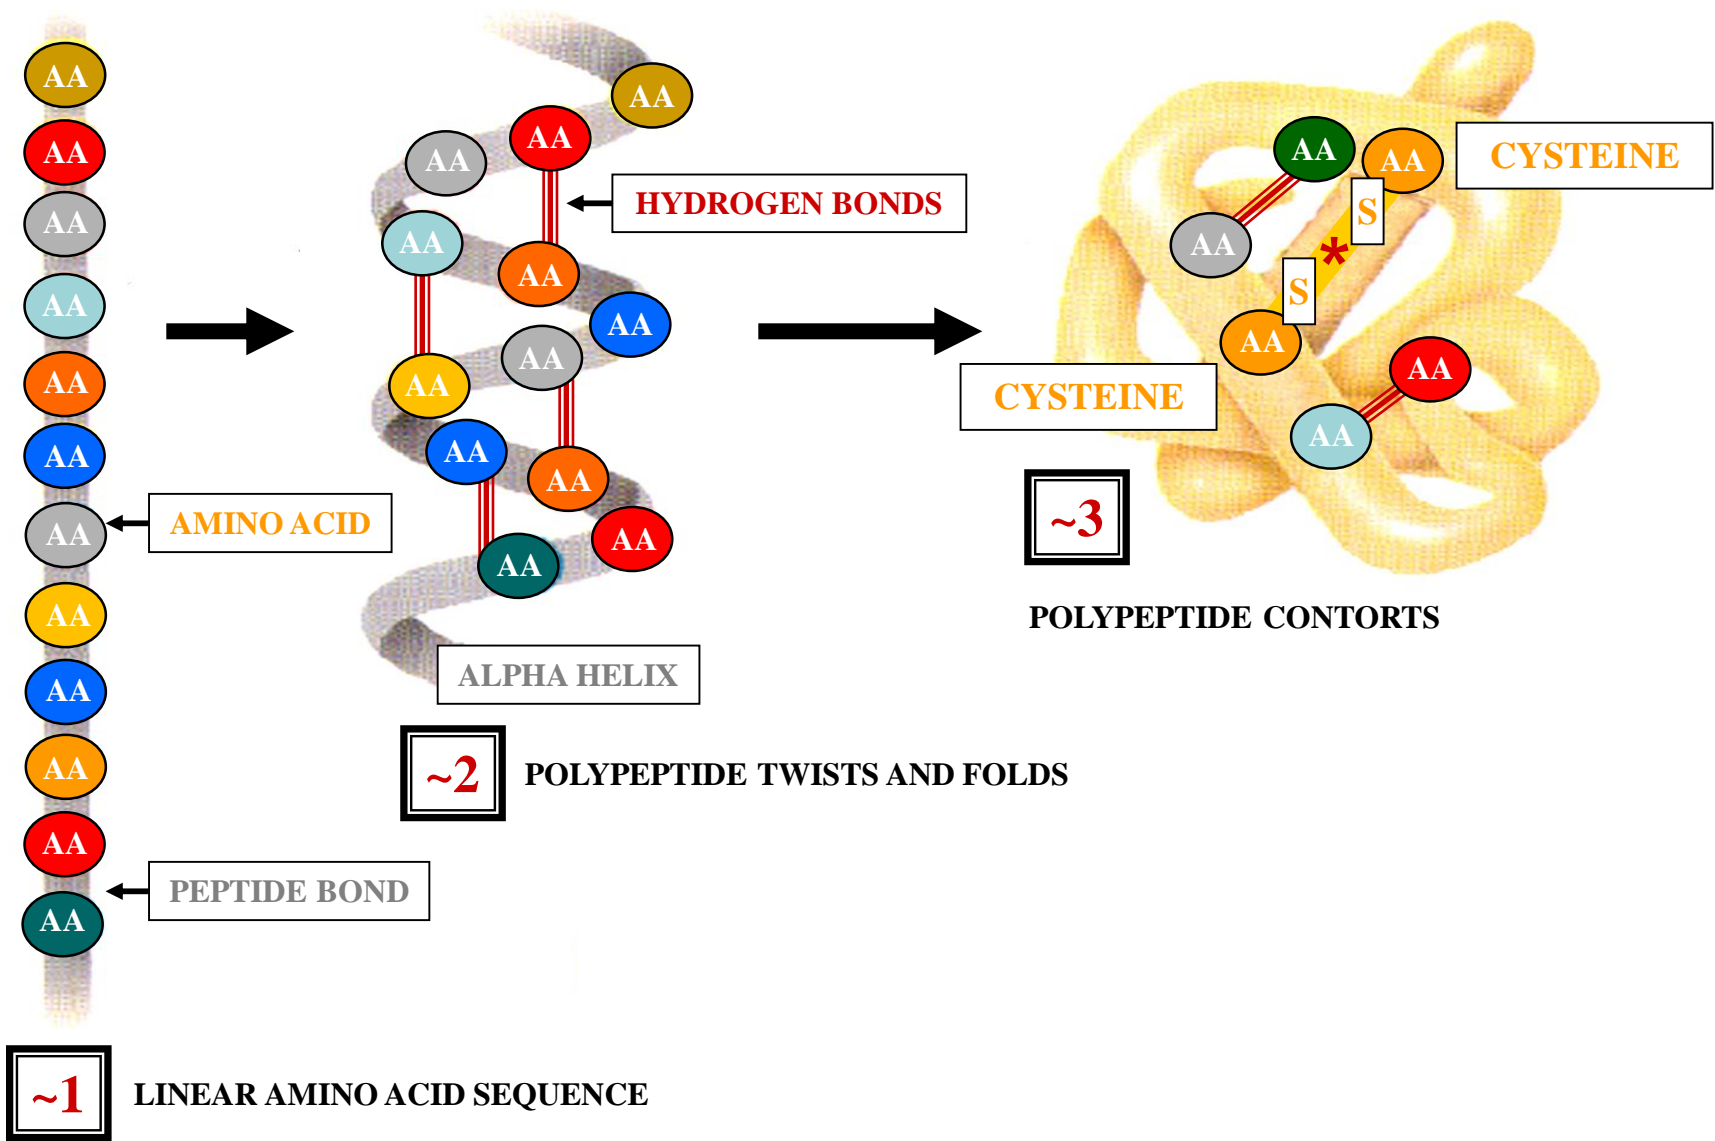 AA
AA
AA
AA
AA
AA
AA
AMINO ACID
AA
AA
AA
AA
PEPTIDE BOND
AA
~1
LINEAR AMINO ACID SEQUENCE
AA
AA
AA
HYDROGEN BONDS
AA
AA
AA
AA
AA
AA
AA
AA
AA
ALPHA HELIX
~2
POLYPEPTIDE TWISTS AND FOLDS
AA
AA
CYSTEINE
S
AA
*
S
AA
CYSTEINE
AA
AA
~3
POLYPEPTIDE CONTORTS